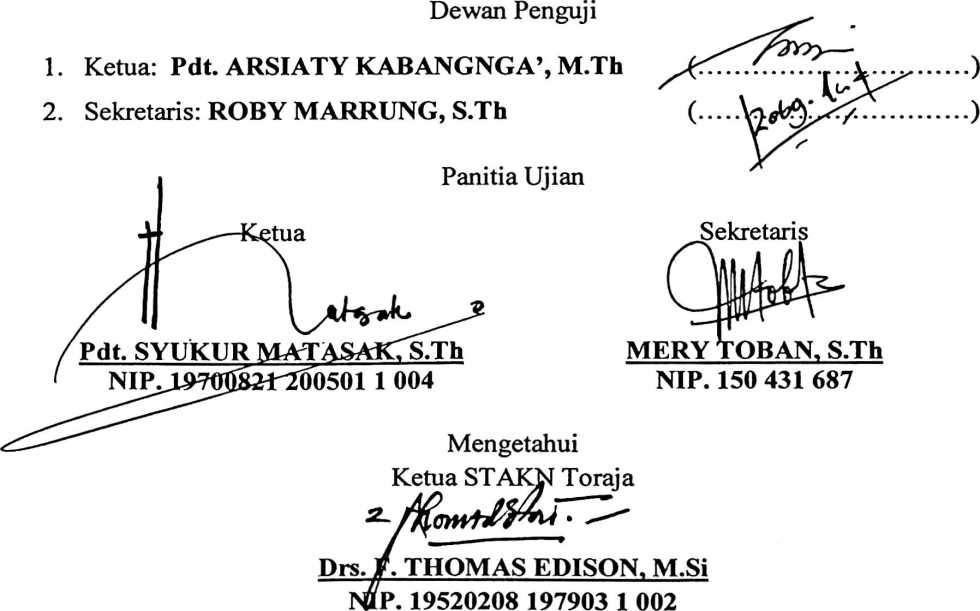 Dewan Penguji
1. Ketua: Pdt. ARSIATY KABANGNGA', M.Th (....................................)
2. Sekretaris: ROBY MARRUNG, S.Th (....................................)
Panitia Ujian
Ketua
Sekretaris
Pdt. SYUKUR MATASAK, S.Th
MERY TOBAN, S.Th
NIP. 19700821 200501 1 004
NIP. 150 431 687
Mengetahui
Ketua STAKN Toraja
Drs. F. THOMAS EDISON, M.Si
NIP. 19520208 197903 1 002